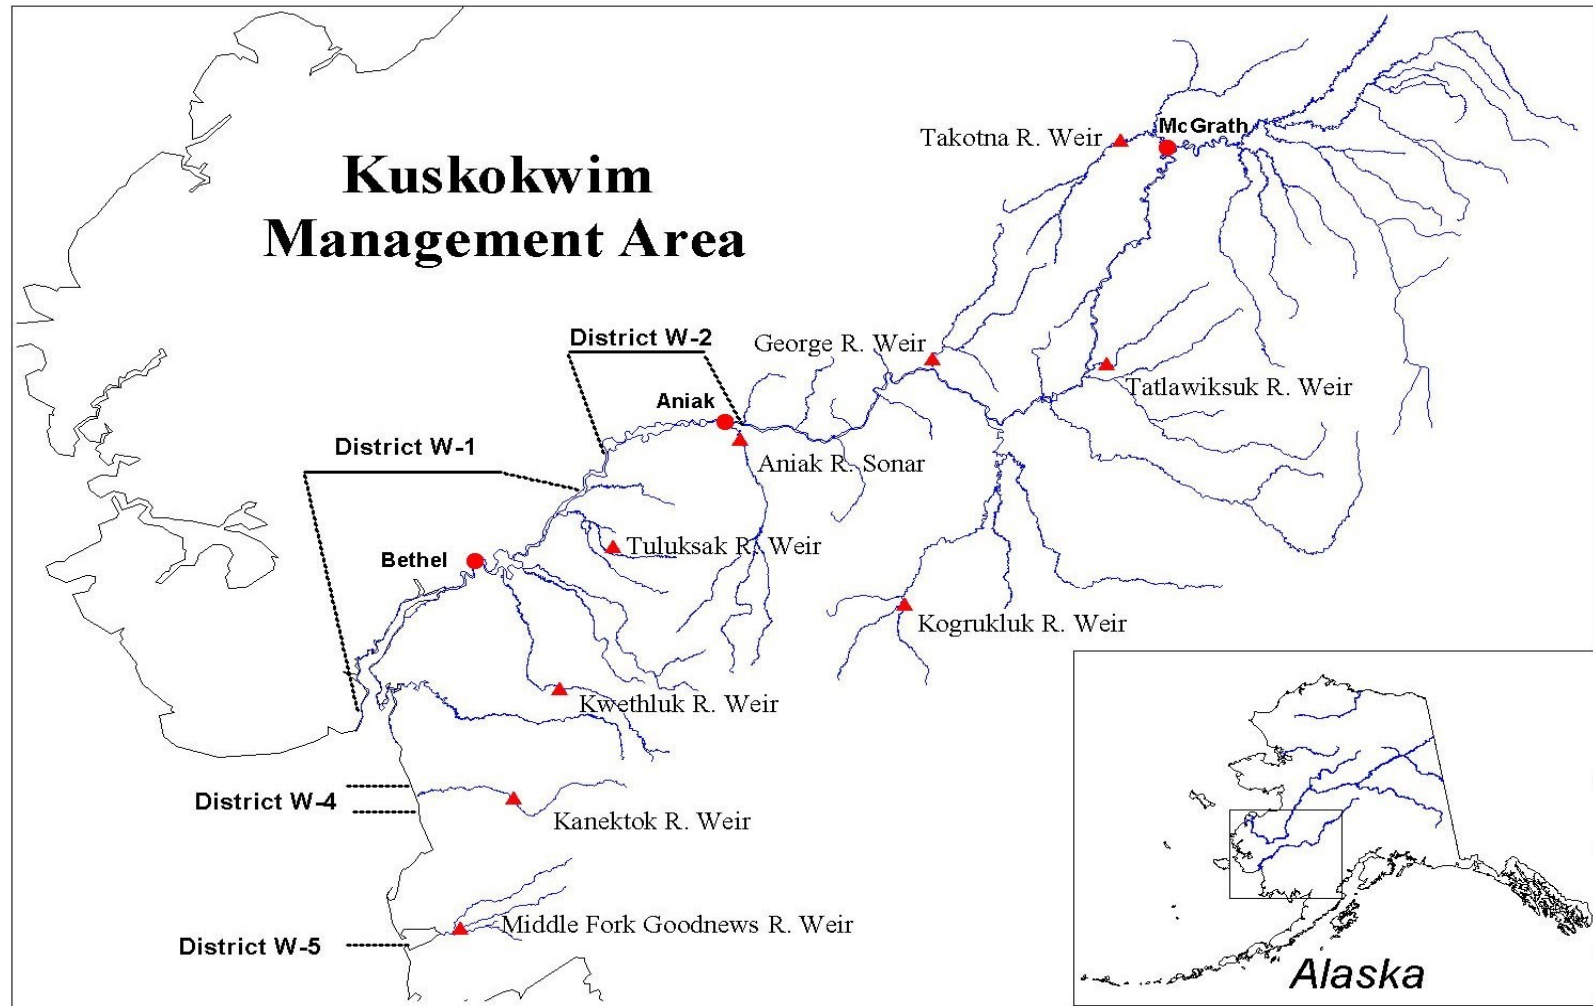 Kuskokwim
Management Area
McGrath
Takotna R. Weir
District W-2
George R. Weir
Tatlawiksuk R. Weir
Aniak
District W-1
Aniak R. Sonar
Tuluksak R. Weir
Bethel
Kogrukluk R. Weir
Kwethluk R. Weir
District W-4
Kanektok R. Weir
Middle Fork Goodnews R. Weir
District W-5
Alaska